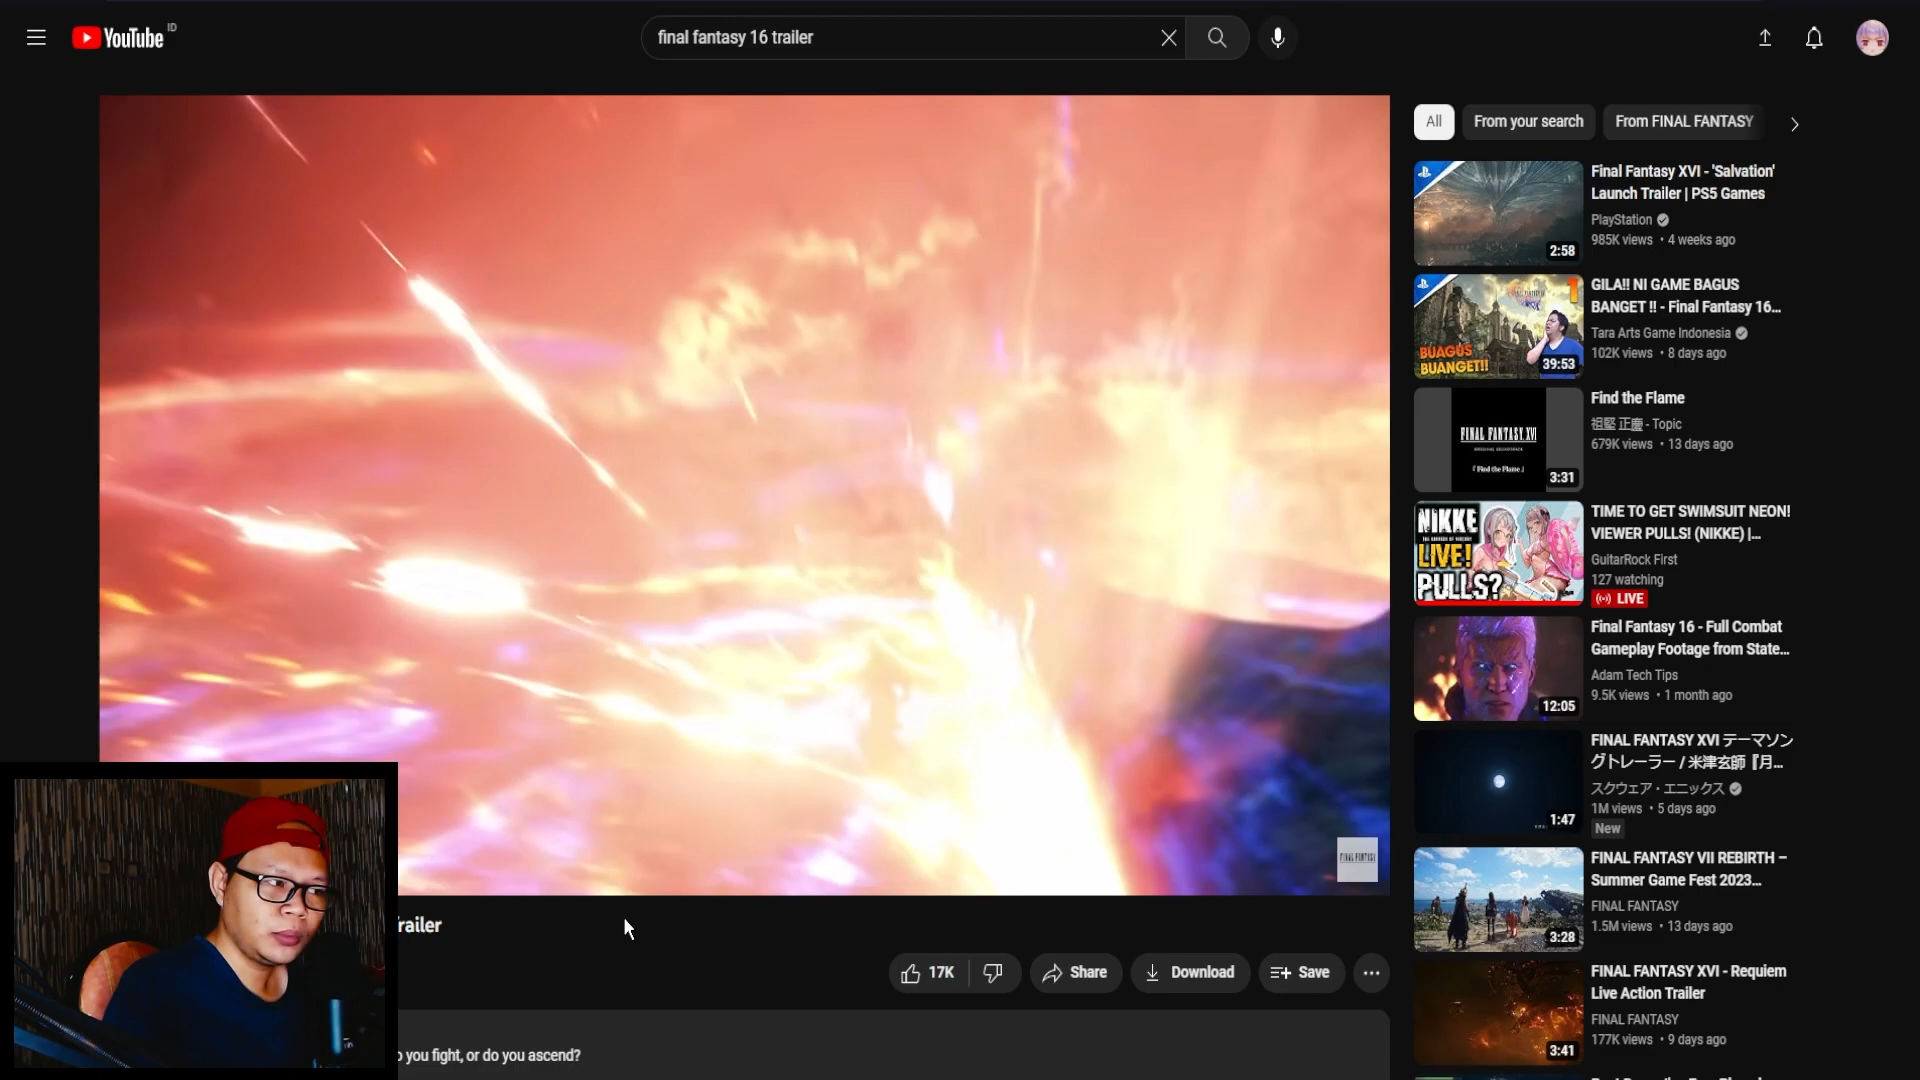 YouTube ID
final fantasy 16 trailer
All
From your search
From FINAL FANTASY
Final Fantasy XVI - 'Salvation'
Launch Trailer | PS5 Games
PlayStation
985K views • 4 weeks ago
2:58
GILA!! NI GAME BAGUS
BANGET !! - Final Fantasy 16...
Tara Arts Game Indonesia
102K views • 8 days ago
1
BUAGUS
BUANGET!!
39:53
Find the Flame
祖堅 正慶 - Topic
679K views • 13 days ago
FINAL FANTASY XVI
ORIGINAL SOUNDTRACK
『Find the Flame』
3:31
TIME TO GET SWIMSUIT NEON!
VIEWER PULLS! (NIKKE) |...
GuitarRock First
127 watching
LIVE
NIKKE
LIVE!
PULLS?
Final Fantasy 16 - Full Combat
Gameplay Footage from State...
Adam Tech Tips
9.5K views • 1 month ago
12:05
FINAL FANTASY XVI テーマソン
グトレーラー / 米津玄師『月...
スクウェア・エニックス
1M views • 5 days ago
New
1:47
FINAL FANTASY VII REBIRTH –
Summer Game Fest 2023...
FINAL FANTASY
1.5M views • 13 days ago
3:28
FINAL FANTASY XVI - Requiem
Live Action Trailer
FINAL FANTASY
177K views • 9 days ago
3:41
FINAL FANTASY
railer
17K
Share
Download
Save
o you fight, or do you ascend?